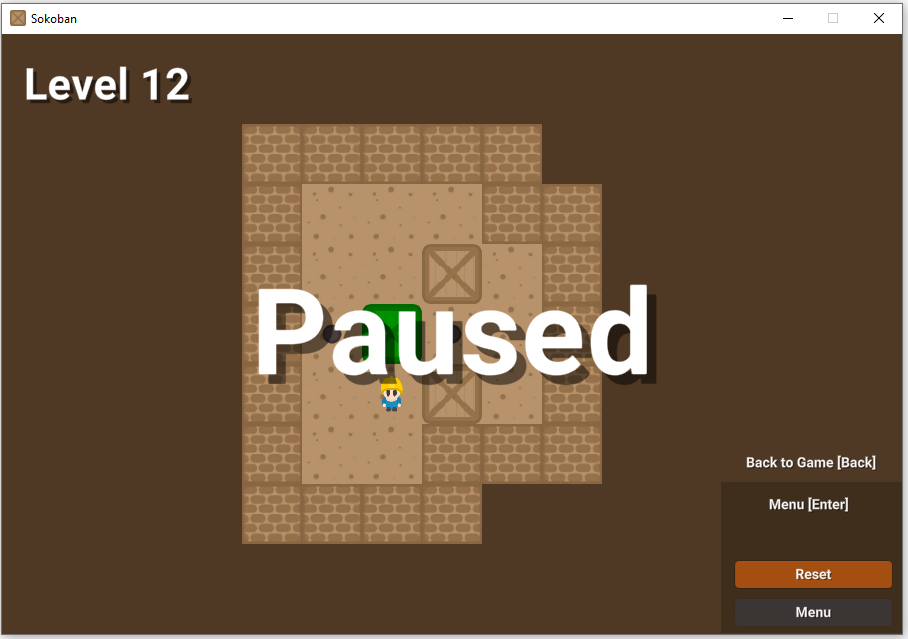 Sokoban
Level 12
Paused
Back to Game [Back]
Menu [Enter]
Reset
Menu